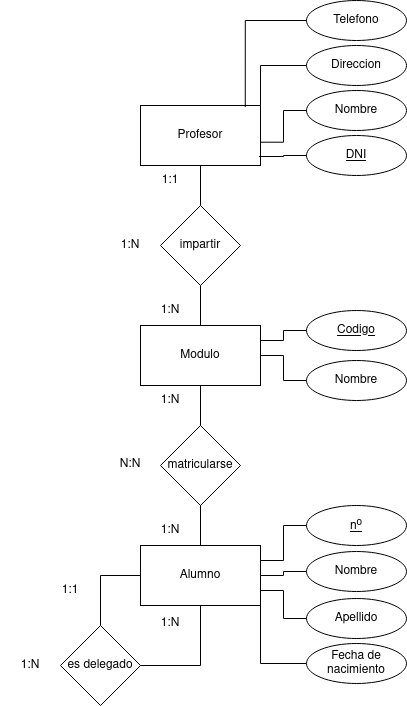 Telefono
Direccion
Nombre
Profesor
DNI
1:1
1:N
impartir
1:N
Codigo
Modulo
Nombre
1:N
N:N
matricularse
1:N
nº
Alumno
Nombre
1:1
Apellido
1:N
Fecha de
nacimiento
1:N
es delegado